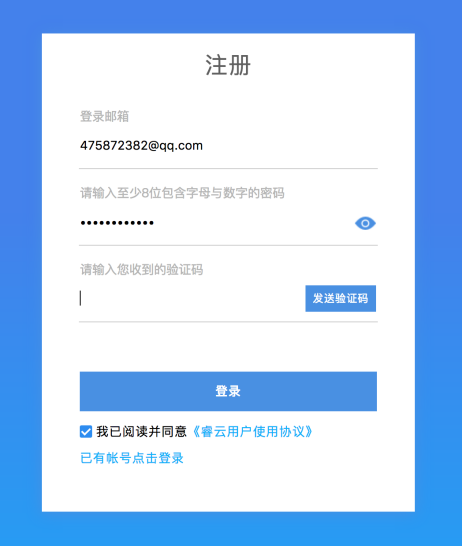 注册
登录邮箱
475872382@qq.com
请输入至少8位包含字母与数字的密码
••••••••••••
请输入您收到的验证码
发送验证码
登录
我已阅读并同意《睿云用户使用协议》
已有帐号点击登录